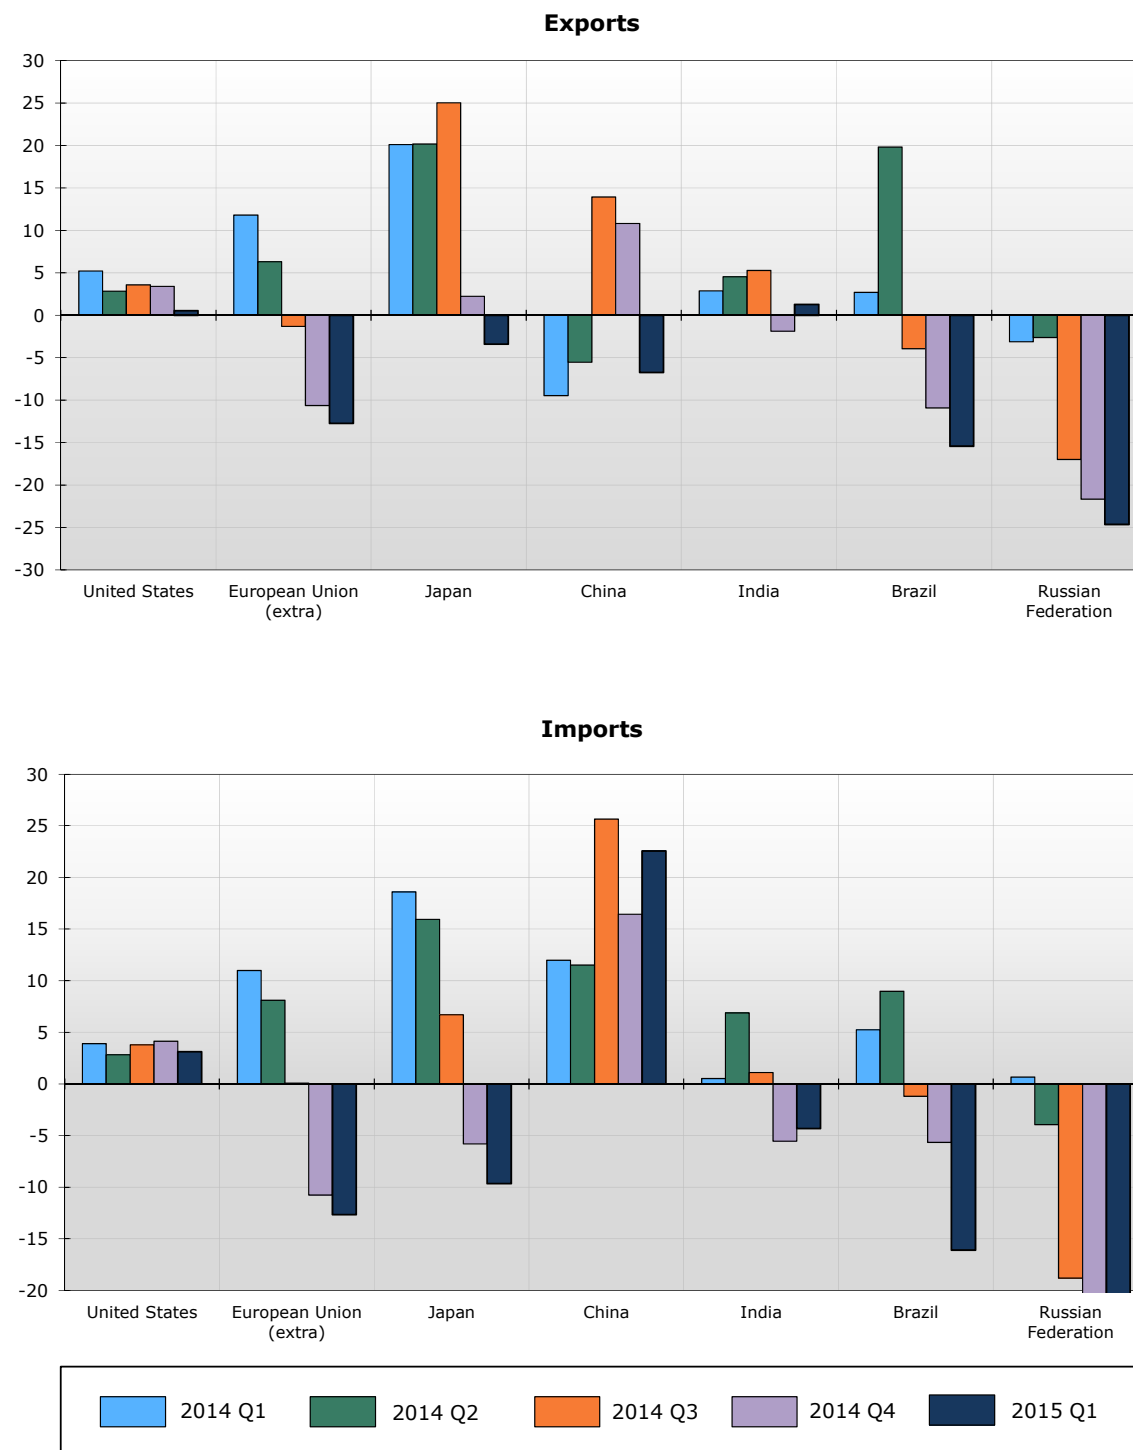 Exports
30
25
20
15
10
5
0
-5
-10
-15
-20
-25
-30
United States
European Union
(extra)
Japan
China
India
Brazil
Russian
Federation
Imports
30
25
20
15
10
5
0
-5
-10
-15
-20
United States
European Union
(extra)
Japan
China
India
Brazil
Russian
Federation
2014 Q1
2014 Q2
2014 Q3
2014 Q4
2015 Q1